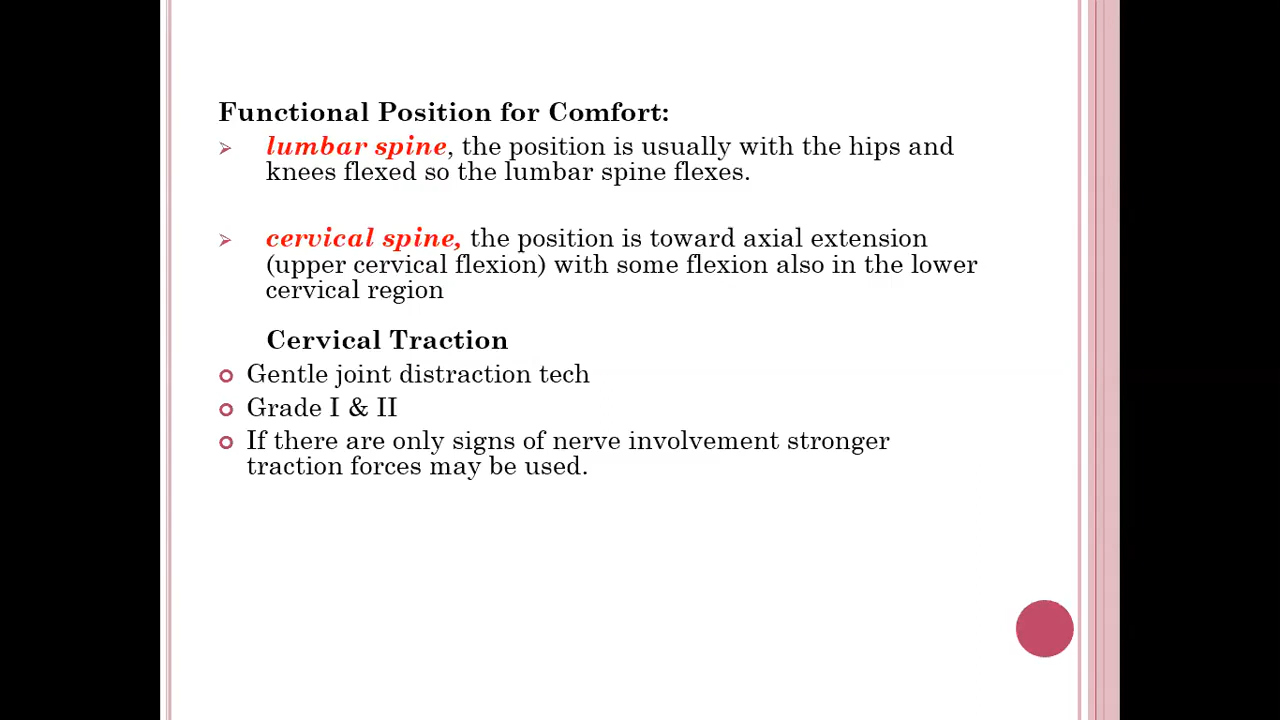 Functional Position for Comfort:
lumbar spine, the position is usually with the hips and
knees flexed so the lumbar spine flexes.
cervical spine, the position is toward axial extension
(upper cervical flexion) with some flexion also in the lower
cervical region
Cervical Traction
Gentle joint distraction tech
Grade I & II
If there are only signs of nerve involvement stronger
traction forces may be used.